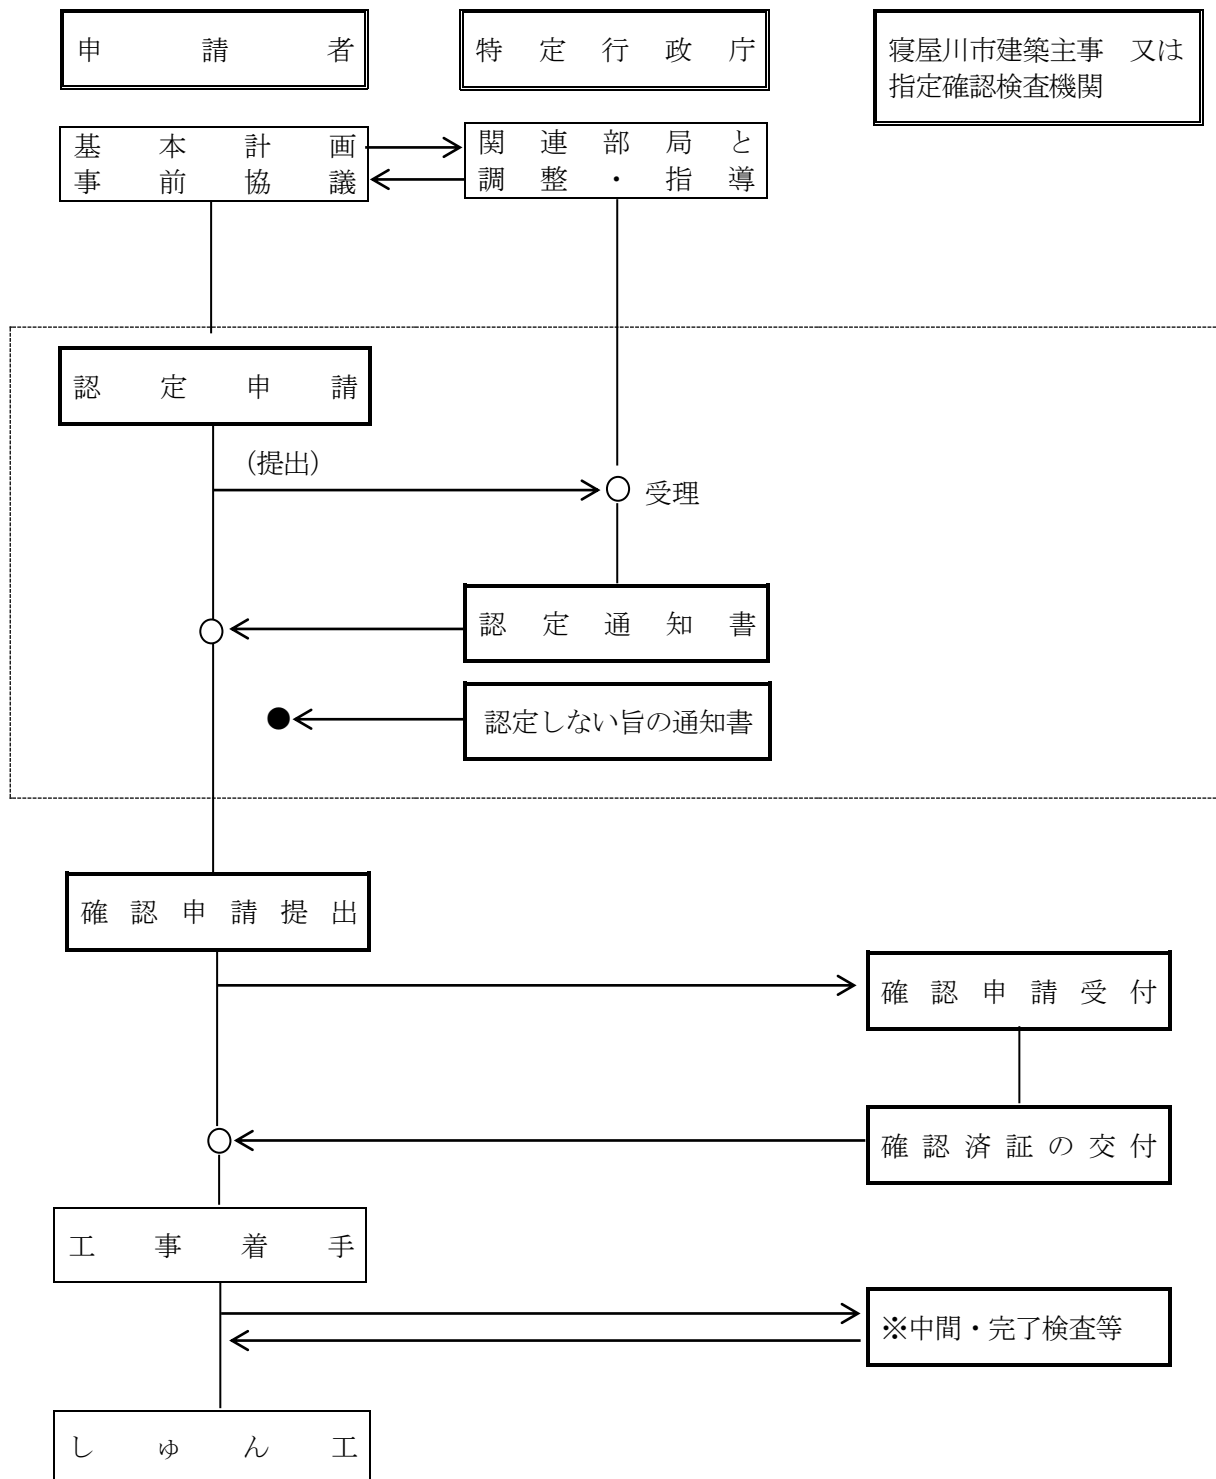 申請者
特定行政庁
寝屋川市建築主事　又は
指定確認検査機関
基本計画
事前協議
関連部局と
調整・指導
認定申請
（提出）
受理
認定通知書
認定しない旨の通知書
確認申請提出
確認申請受付
確認済証の交付
工事着手
※中間・完了検査等
しゅん工